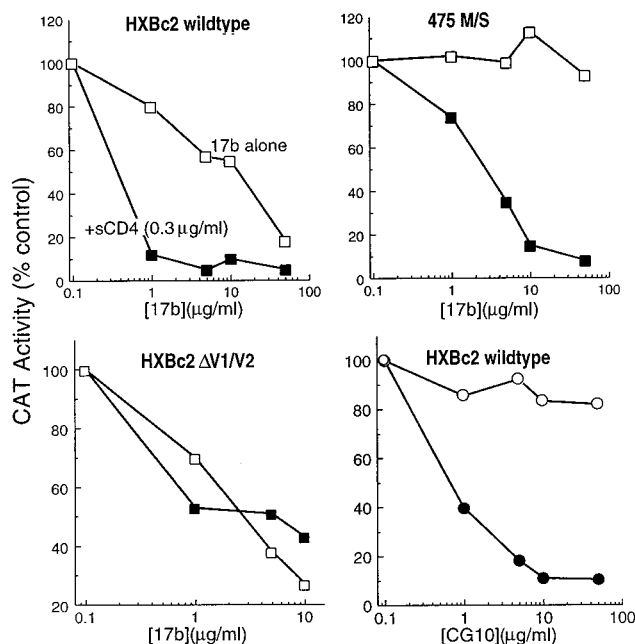 HXBc2 wildtype
475 M/S
CAT Activity (% control)
100
80
60
40
20
0
17b alone
+sCD4 (0.3 μg/ml)
0.1 1 10 100
[17b](μg/ml)
120
100
80
60
40
20
0
0.1 1 10 100
[17b](μg/ml)
HXBc2 ΔV1/V2
HXBc2 wildtype
100
80
60
40
20
0.1 1 10
[17b](μg/ml)
100
80
60
40
20
0
0.1 1 10 100
[CG10](μg/ml)